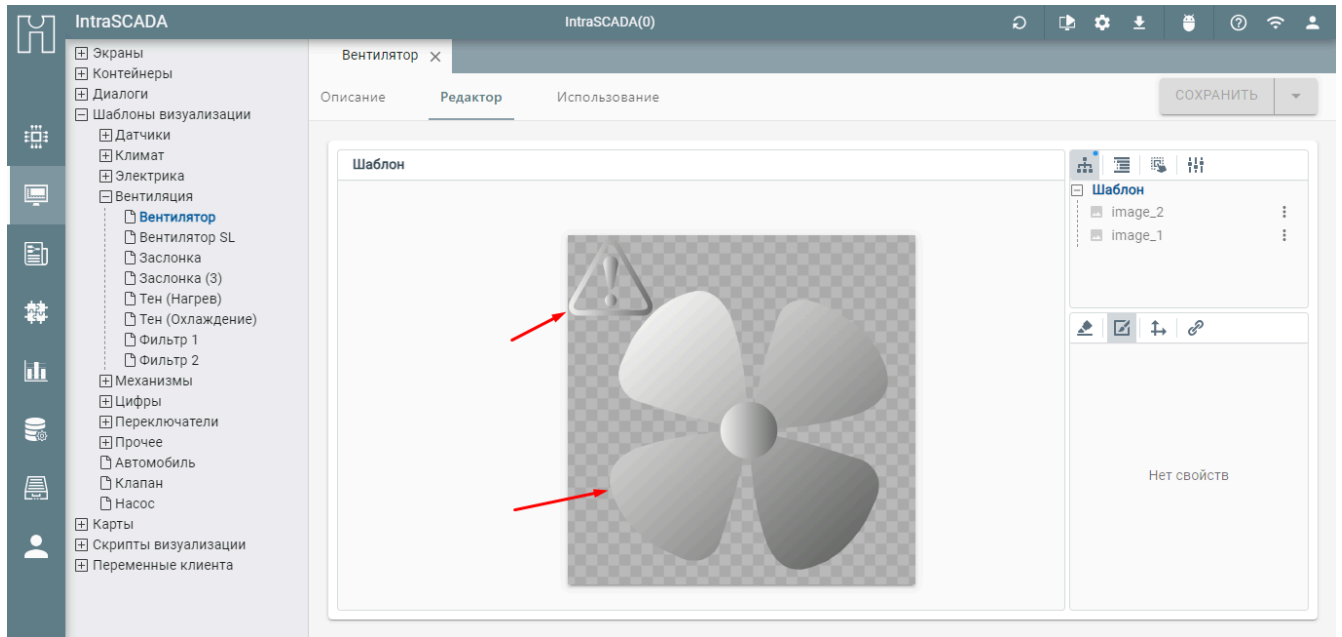 IntraSCADA
IntraSCADA(0)
Экраны
Контейнеры
Диалоги
Шаблоны визуализации
Датчики
Климат
Электрика
Вентиляция
Вентилятор
Вентилятор SL
Заслонка
Заслонка (3)
Тен (Нагрев)
Тен (Охлаждение)
Фильтр 1
Фильтр 2
Механизмы
Цифры
Переключатели
Прочее
Автомобиль
Клапан
Насос
Карты
Скрипты визуализации
Переменные клиента
Вентилятор
Описание Редактор Использование
СОХРАНИТЬ
Шаблон
Шаблон
image_2
image_1
Нет свойств